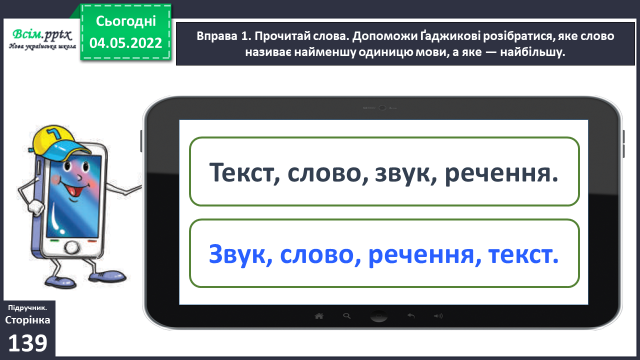 Всім.pptx
Нова українська школа
Сьогодні
04.05.2022
Вправа 1. Прочитай слова. Допоможи Ґаджикові розібратися, яке слово
називає найменшу одиницю мови, а яке — найбільшу.
7
Текст, слово, звук, речення.
Звук, слово, речення, текст.
Підручник.
Сторінка
139